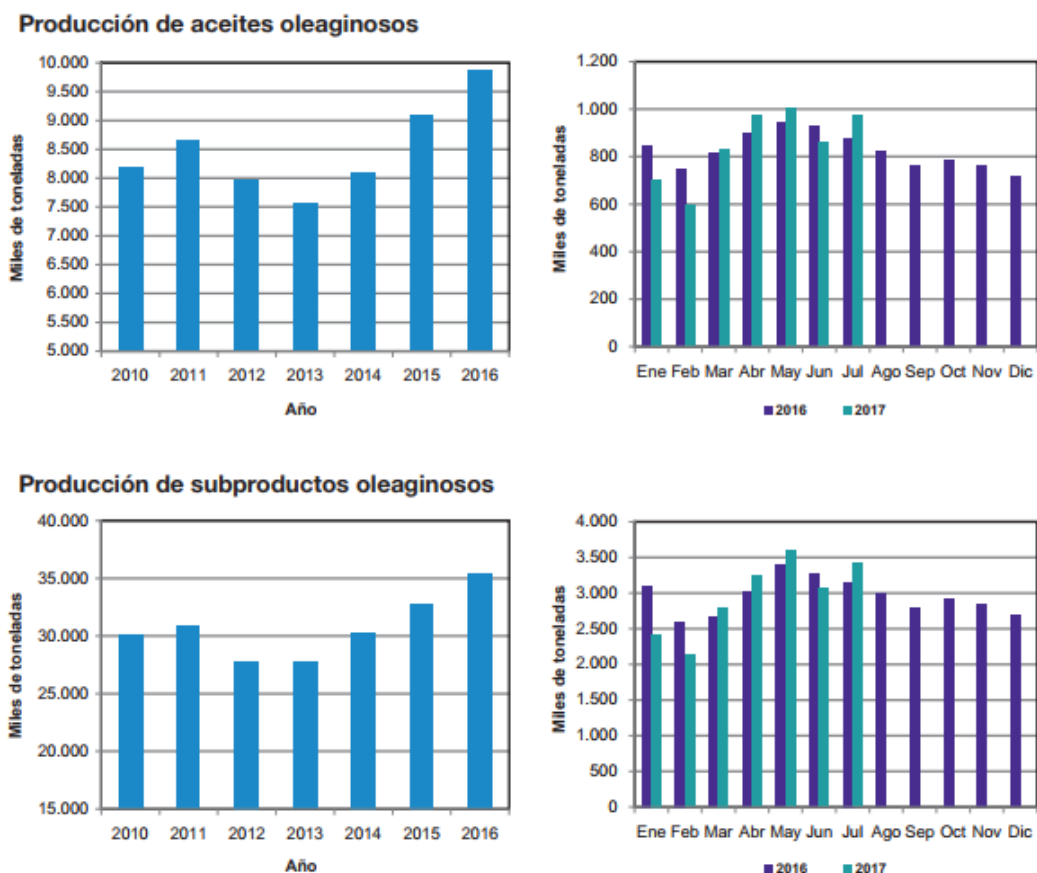 Producción de aceites oleaginosos
10.000
9.500
9.000
8.500
8.000
7.500
7.000
6.500
6.000
5.500
5.000
Miles de toneladas
2010 2011 2012 2013 2014 2015 2016
Año
1.200
1.000
800
600
400
200
0
Miles de toneladas
Ene Feb Mar Abr May Jun Jul Ago Sep Oct Nov Dic
2016 2017
Producción de subproductos oleaginosos
40.000
35.000
30.000
25.000
20.000
15.000
Miles de toneladas
2010 2011 2012 2013 2014 2015 2016
Año
4.000
3.500
3.000
2.500
2.000
1.500
1.000
500
0
Miles de toneladas
Ene Feb Mar Abr May Jun Jul Ago Sep Oct Nov Dic
2016 2017